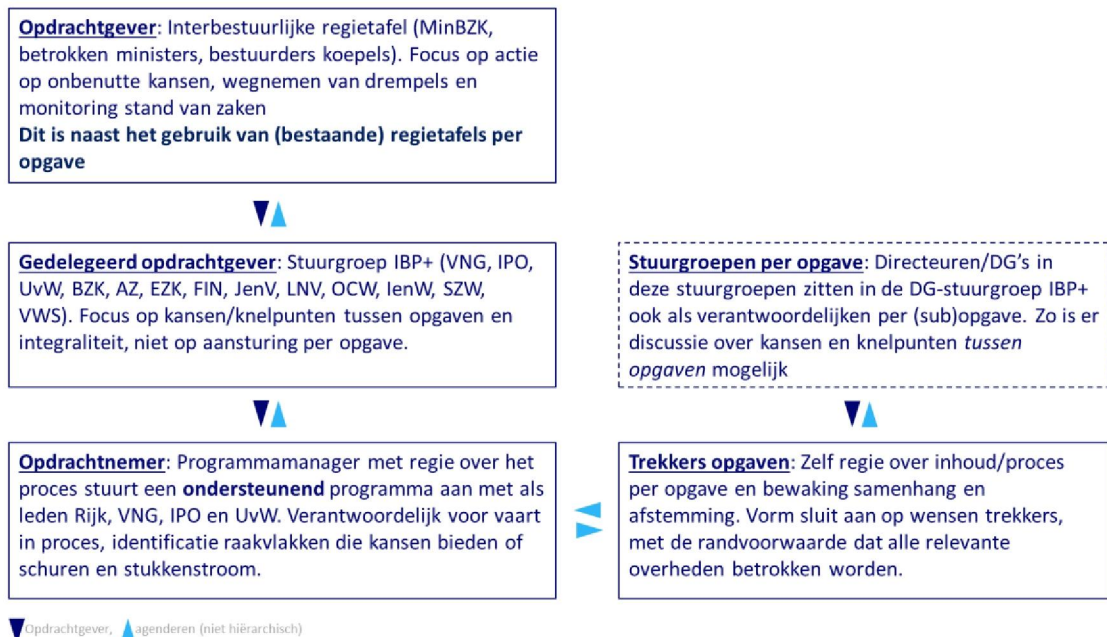 Opdrachtgever: Interbestuurlijke regietafel (MinBZK,
betrokken ministers, bestuurders koepels). Focus op actie
op onbenutte kansen, wegnemen van drempels en
monitoring stand van zaken
Dit is naast het gebruik van (bestaande) regietafels per
opgave
Gedelegeerd opdrachtgever: Stuurgroep IBP+ (VNG, IPO,
UvW, BZK, AZ, EZK, FIN, JenV, LNV, OCW, IenW, SZW,
VWS). Focus op kansen/knelpunten tussen opgaven en
integraliteit, niet op aansturing per opgave.
Stuurgroepen per opgave: Directeuren/DG's in
deze stuurgroepen zitten in de DG-stuurgroep IBP+
ook als verantwoordelijken per (sub)opgave. Zo is er
discussie over kansen en knelpunten tussen
opgaven mogelijk
Opdrachtnemer: Programmamanager met regie over het
proces stuurt een ondersteunend programma aan met als
leden Rijk, VNG, IPO en UvW. Verantwoordelijk voor vaart
in proces, identificatie raakvlakken die kansen bieden of
schuren en stukkenstroom.
Trekkers opgaven: Zelf regie over inhoud/proces
per opgave en bewaking samenhang en
afstemming. Vorm sluit aan op wensen trekkers,
met de randvoorwaarde dat alle relevante
overheden betrokken worden.
Opdrachtgever, agenderen (niet hiërarchisch)